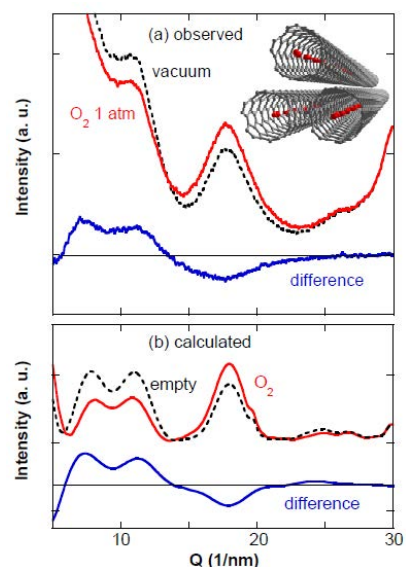 (a) observed
vacuum
O₂ 1 atm
difference
Intensity (a. u.)
(b) calculated
empty
O₂
difference
Intensity (a. u.)
10
20
30
Q (1/nm)